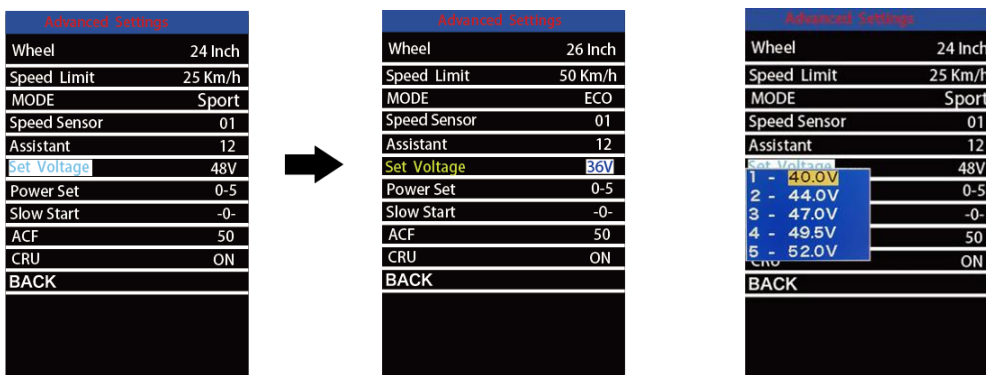 Advanced Settings
Wheel 24 Inch
Speed Limit 25 Km/h
MODE Sport
Speed Sensor 01
Assistant 12
Set Voltage 48V
Power Set 0-5
Slow Start -0-
ACF 50
CRU ON
BACK
Advanced Settings
Wheel 26 Inch
Speed Limit 50 Km/h
MODE ECO
Speed Sensor 01
Assistant 12
Set Voltage 36V
Power Set 0-5
Slow Start -0-
ACF 50
CRU ON
BACK
Advanced Settings
Wheel 24 Inch
Speed Limit 25 Km/h
MODE Sport
Speed Sensor 01
Assistant 12
Set Voltage 48V
1 - 40.0V
0-5
2 - 44.0V
3 - 47.0V -0-
4 - 49.5V 50
5 - 52.0V
CRU ON
BACK